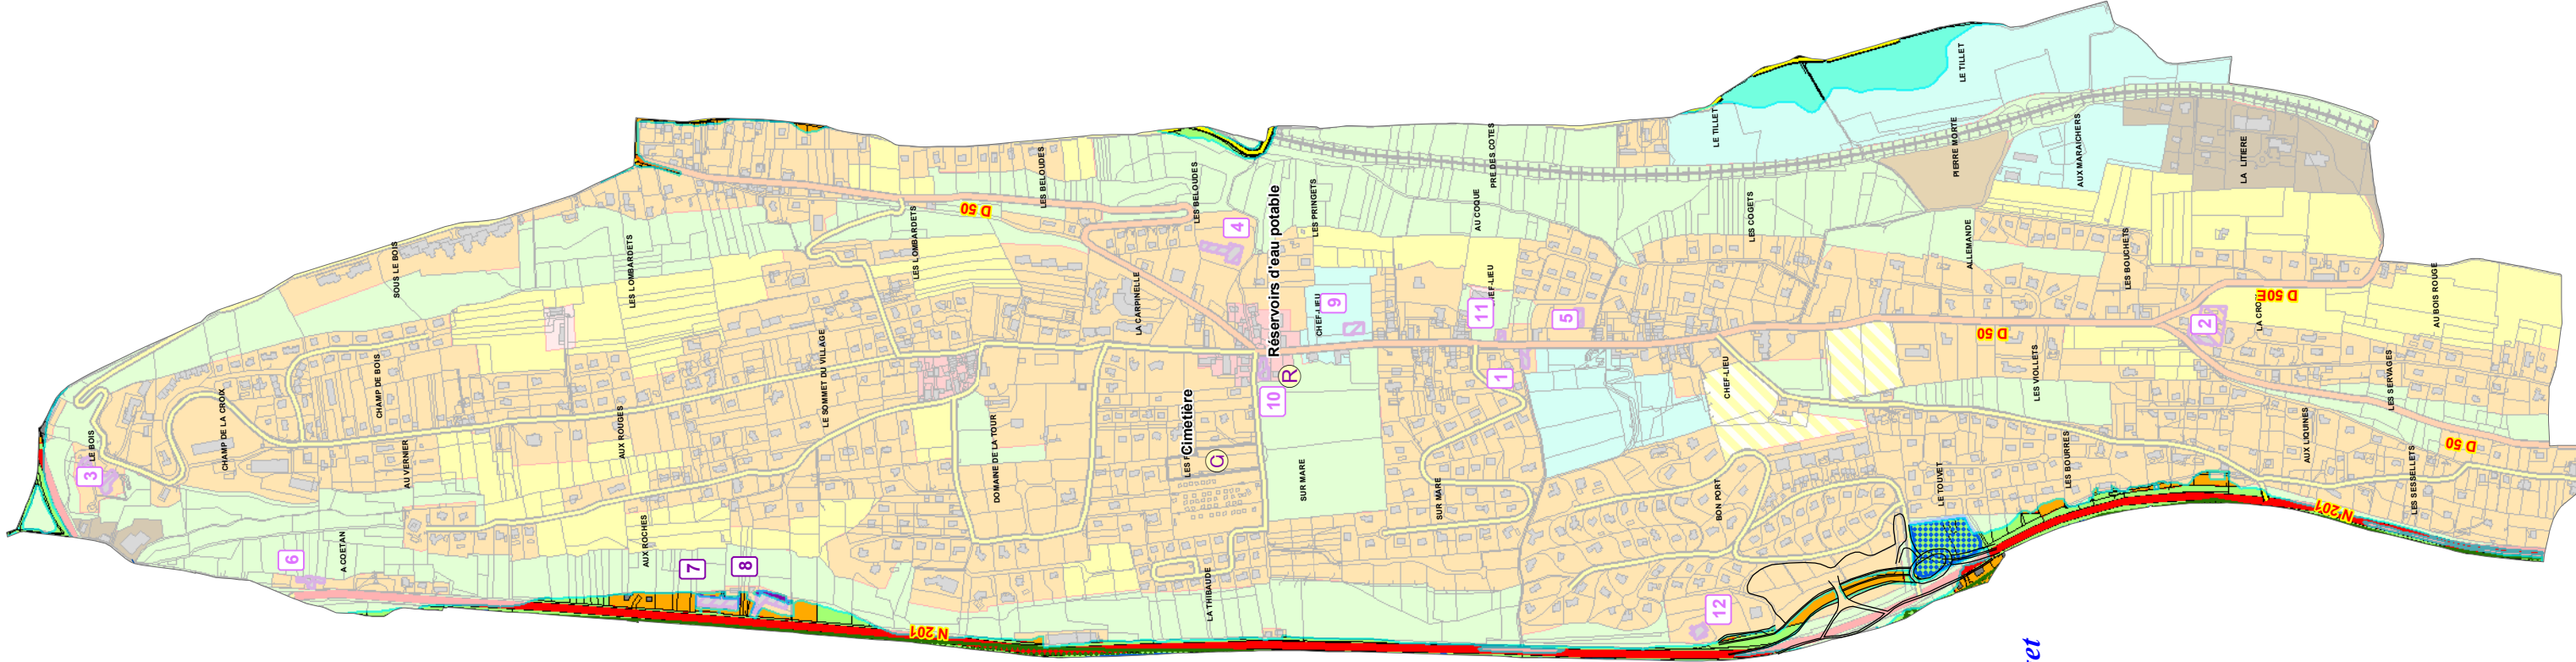 LE BOIS
3
CHAMP DE LA CROIX
CHAMP DE BOIS
AU VERNIER
SOUS LE BOIS
6
A COETAN
LES LOMBARDETS
AUX ROUGES
AUX ROCHES
7
8
LE SOMMET DU VILLAGE
LES LOMBARDETS
D 50
N 201
DOMAINE DE LA TOUR
LES BELOUDES
LA CARPINELLE
LES BELOUDES
4
Cimetière
C
LA THIBAUDE
Réservoirs d'eau potable
R
10
LES PRINGETS
CHEF-LIEU
9
SUR MARE
SUR MARE
AU COQUE
PRE DES COTES
11
1
5
LES COGETS
CHEF-LIEU
BON PORT
12
LE TILLET
LE TILLET
PIERRE MORTE
AUX MARAICHERS
LA LITIERE
ALLEMANDE
LES BOUCHETS
D 50
LES VIOLLETS
LE TOUVET
LES BOURRES
2
D 50E
AU BOIS ROUGE
LES SERVAGES
AUX LIQUINES
D 50
LES SESSELLETS
N 201